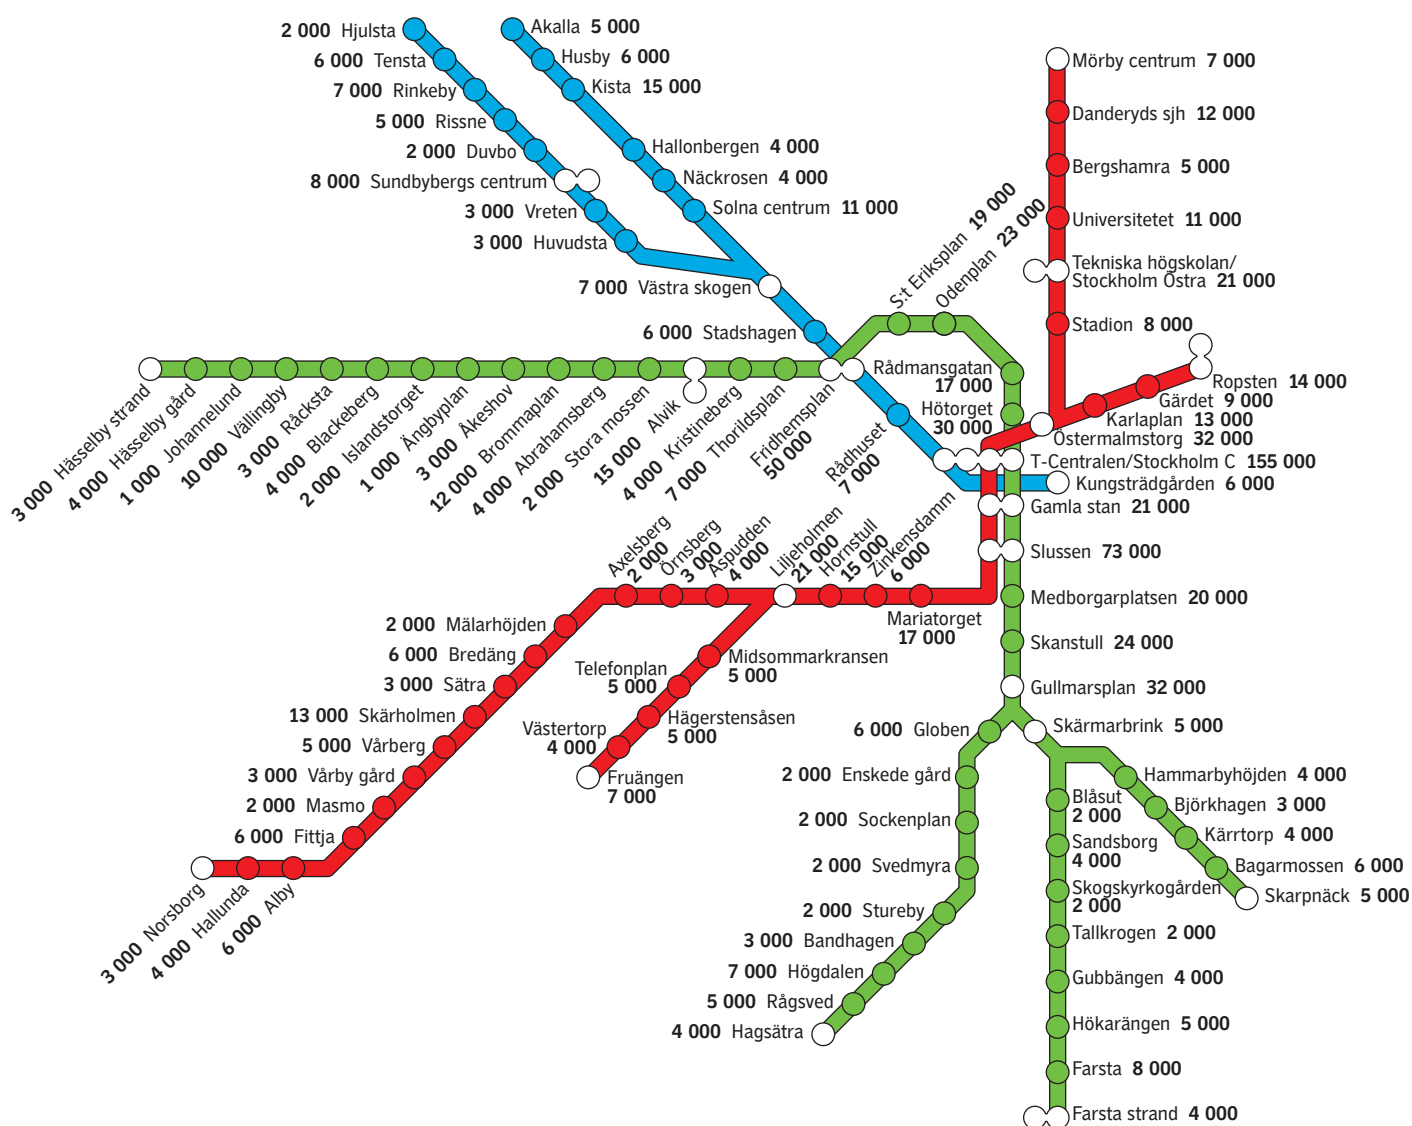 2 000 Hjulsta
6 000 Tensta
7 000 Rinkeby
5 000 Rissne
2 000 Duvbo
8 000 Sundbybergs centrum
3 000 Vreten
3 000 Huvudsta
Akalla 5 000
Husby 6 000
Kista 15 000
Hallonbergen 4 000
Näckrosen 4 000
Solna centrum 11 000
7 000 Västra skogen
6 000 Stadshagen
S:t Eriksplan 19 000
Odenplan 23 000
Mörby centrum 7 000
Danderyds sjh 12 000
Bergshamra 5 000
Universitetet 11 000
Tekniska högskolan/
Stockholm Östra 21 000
Stadion 8 000
Ropsten 14 000
Gärdet 9 000
Karlaplan 13 000
Östermalmstorg 32 000
T-Centralen/Stockholm C 155 000
Kungsträdgården 6 000
Gamla stan 21 000
Slussen 73 000
Medborgarplatsen 20 000
Skanstull 24 000
Gullmarsplan 32 000
Skärmarbrink 5 000
Rådmansgatan
17 000
Hötorget
30 000
3 000 Hässelby strand
4 000 Hässelby gård
1 000 Johannelund
10 000 Vällingby
3 000 Råcksta
4 000 Blackeberg
2 000 Islandstorget
1 000 Ängbyplan
3 000 Åkeshov
12 000 Brommaplan
4 000 Abrahamsberg
2 000 Stora mossen
15 000 Alvik
4 000 Kristineberg
7 000 Thorildsplan
Fridhemsplan
50 000
Rådhuset
7 000
Axelsberg
2 000
Örnsberg
3 000
Aspudden
4 000
Liljeholmen
21 000
Hornstull
15 000
Zinkensdamm
6 000
Mariatorget
17 000
2 000 Mälarhöjden
6 000 Bredäng
3 000 Sätra
13 000 Skärholmen
5 000 Vårberg
3 000 Vårby gård
2 000 Masmo
6 000 Fittja
6 000 Alby
4 000 Hallunda
3 000 Norsborg
Midsommarkransen
5 000
Telefonplan
5 000
Hägerstensåsen
5 000
Västertorp
4 000
Fruängen
7 000
6 000 Globen
2 000 Enskede gård
2 000 Sockenplan
2 000 Svedmyra
2 000 Stureby
3 000 Bandhagen
7 000 Högdalen
5 000 Rågsved
4 000 Hagsätra
Hammarbyhöjden 4 000
Björkhagen 3 000
Kärrtorp 4 000
Bagarmossen 6 000
Skarpnäck 5 000
Blåsut
2 000
Sandsborg
4 000
Skogskyrkogården
2 000
Tallkrogen 2 000
Gubbängen 4 000
Hökarängen 5 000
Farsta 8 000
Farsta strand 4 000